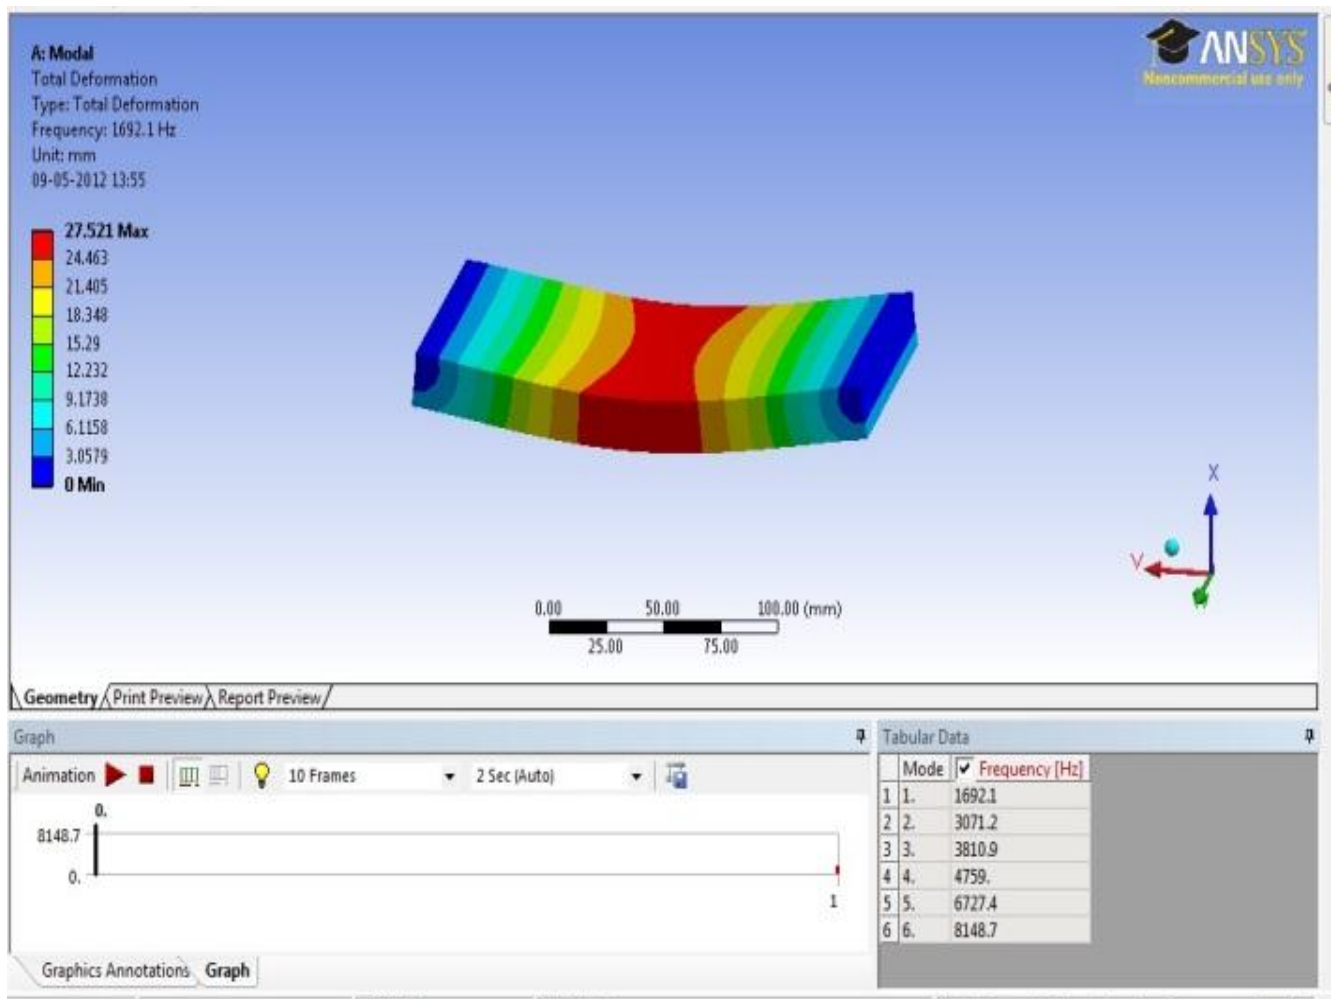 A: Modal
Total Deformation
Type: Total Deformation
Frequency: 1692.1 Hz
Unit: mm
09-05-2012 13:55
ANSYS
Noncommercial use only
27.521 Max
24.463
21.405
18.348
15.29
12.232
9.1738
6.1158
3.0579
0 Min
X
Y
0.00 50.00 100.00 (mm)
25.00 75.00
Geometry Print Preview Report Preview
Graph
Animation 10 Frames 2 Sec (Auto)
0.
8148.7
0.
1
Graphics Annotations Graph
Tabular Data
Mode Frequency [Hz]
1 1. 1692.1
2 2. 3071.2
3 3. 3810.9
4 4. 4759.
5 5. 6727.4
6 6. 8148.7